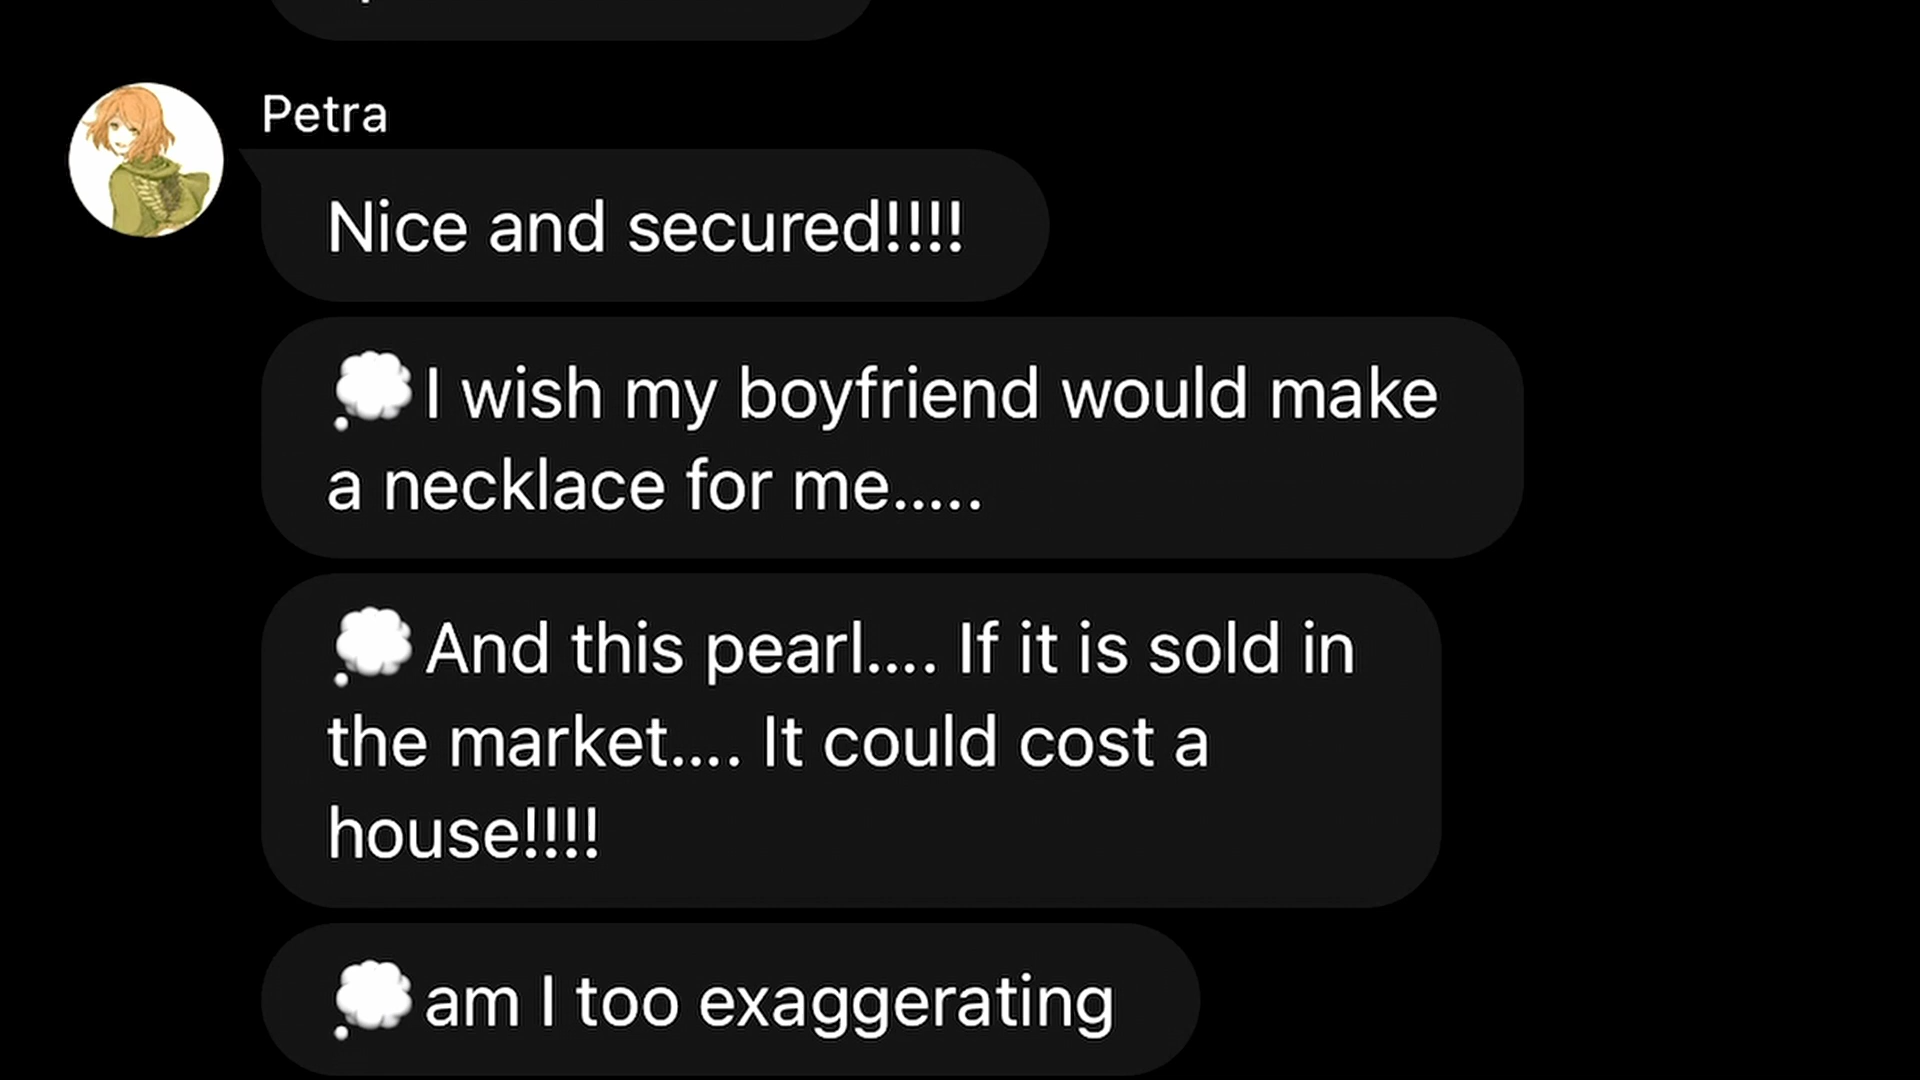 Petra
Nice and secured!!!!
💭I wish my boyfriend would make
a necklace for me.....
💭And this pearl.... If it is sold in
the market.... It could cost a
house!!!!
💭am I too exaggerating